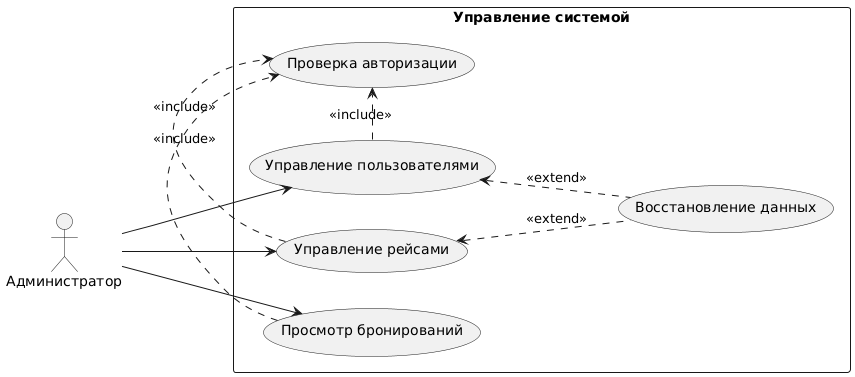 Управление системой
Проверка авторизации
«include»
«include»
«include»
Управление пользователями
«extend»
Восстановление данных
«extend»
Управление рейсами
Администратор
Просмотр бронирований